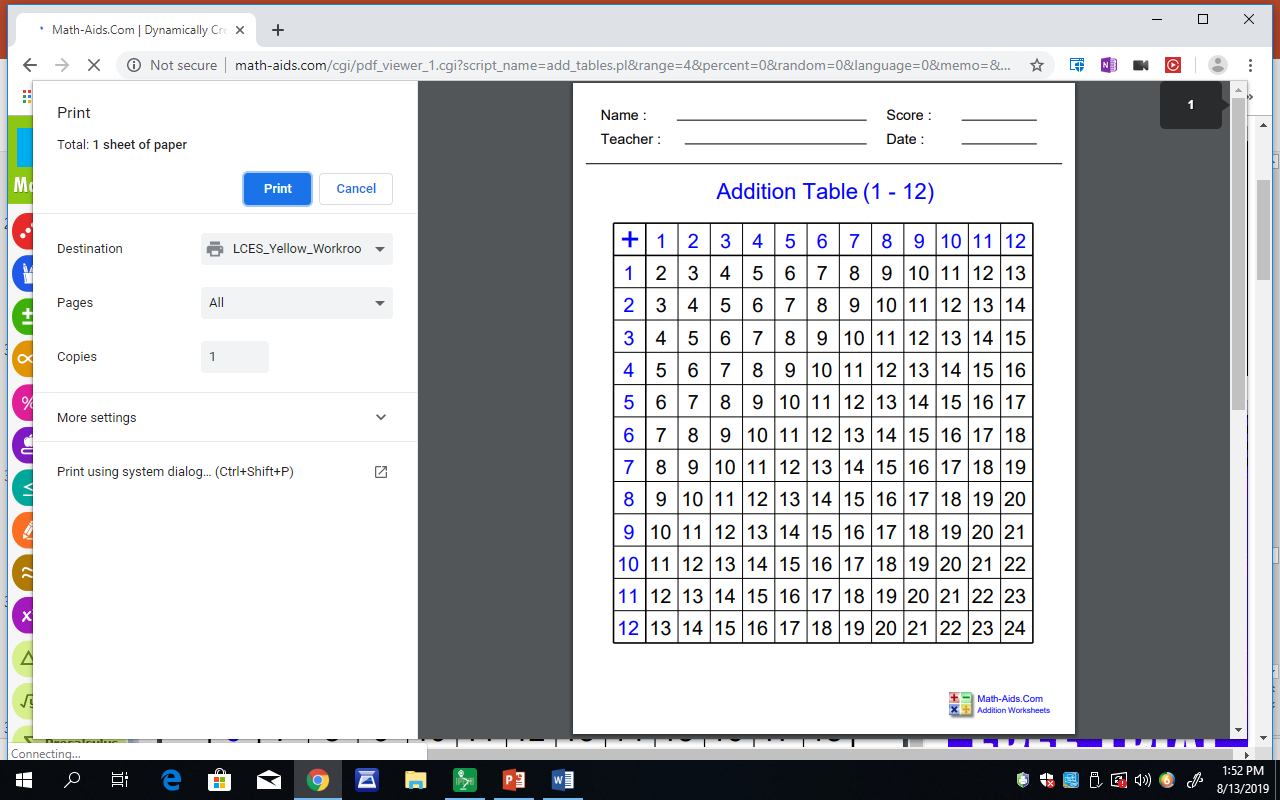 Math-Aids.Com | Dynamically Cre
Not secure | math-aids.com/cgi/pdf_viewer_1.cgi?script_name=add_tables.pl&range=4&percent=0&random=0&language=0&memo=&...
Print
Total: 1 sheet of paper
Print Cancel
Destination LCES_Yellow_Workroo
Pages All
Copies 1
More settings
Print using system dialog... (Ctrl+Shift+P)
1
Name : Score :
Teacher : Date :
Addition Table (1 - 12)
+ 1 2 3 4 5 6 7 8 9 10 11 12
1 2 3 4 5 6 7 8 9 10 11 12 13
2 3 4 5 6 7 8 9 10 11 12 13 14
3 4 5 6 7 8 9 10 11 12 13 14 15
4 5 6 7 8 9 10 11 12 13 14 15 16
5 6 7 8 9 10 11 12 13 14 15 16 17
6 7 8 9 10 11 12 13 14 15 16 17 18
7 8 9 10 11 12 13 14 15 16 17 18 19
8 9 10 11 12 13 14 15 16 17 18 19 20
9 10 11 12 13 14 15 16 17 18 19 20 21
10 11 12 13 14 15 16 17 18 19 20 21 22
11 12 13 14 15 16 17 18 19 20 21 22 23
12 13 14 15 16 17 18 19 20 21 22 23 24
Math-Aids.Com
Addition Worksheets
Connecting...
1:52 PM
8/13/2019